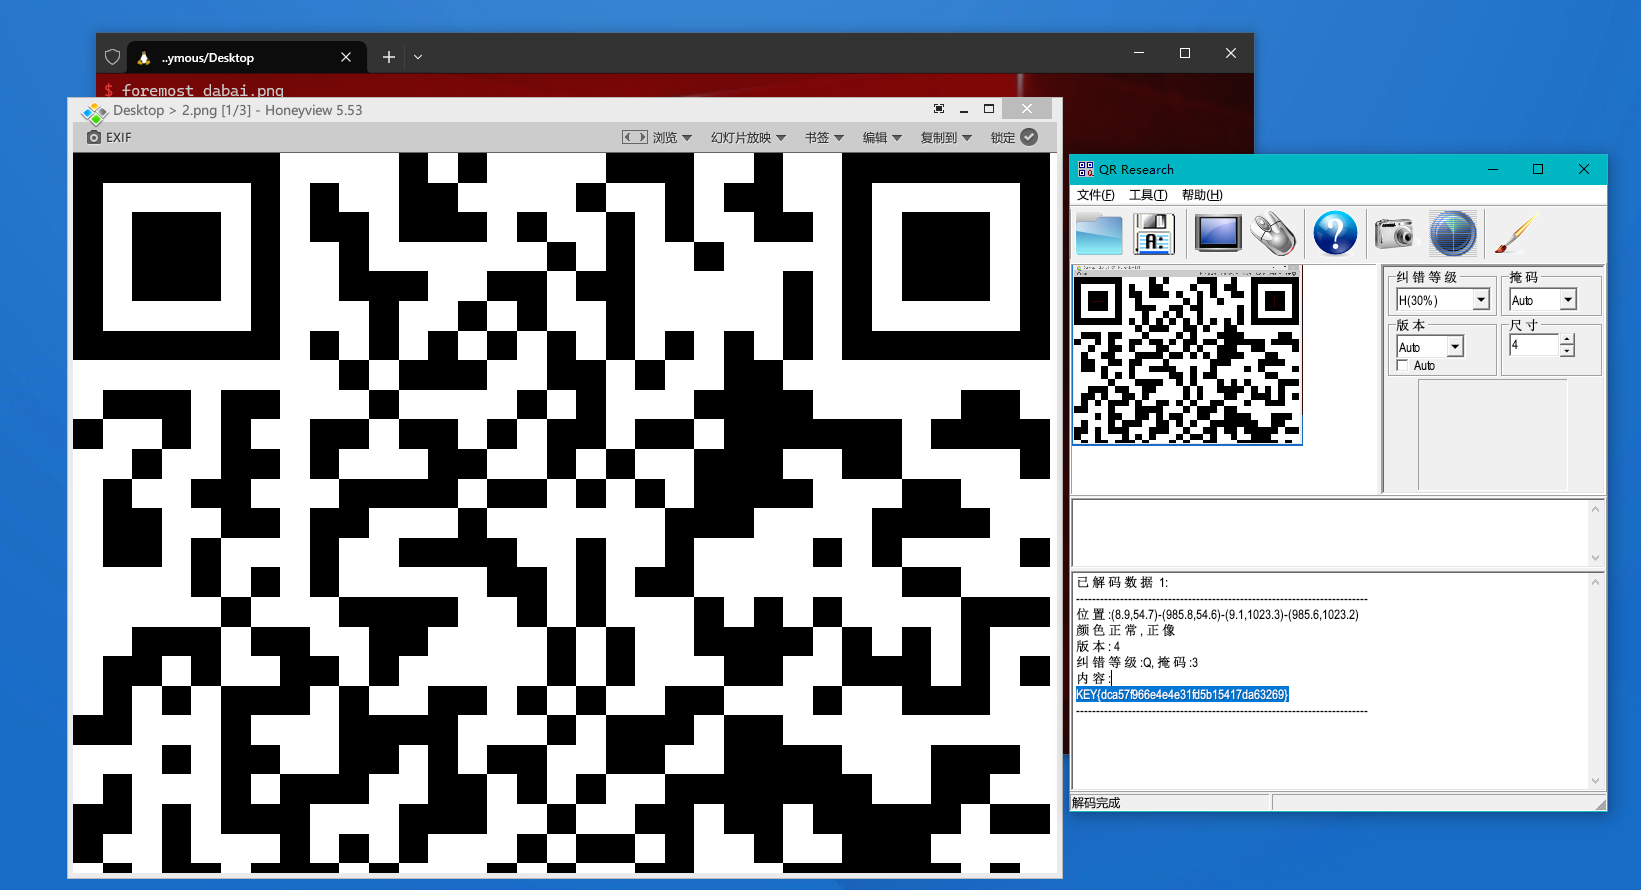 ..ymous/Desktop
$ foremost dabai.png
Desktop > 2.png [1/3] - Honeyview 5.53
EXIF
浏览
幻灯片放映
书签
编辑
复制到
锁定
QR Research
文件(F) 工具(T) 帮助(H)
A:
纠错等级
H(30%)
掩码
Auto
版本
Auto
Auto
尺寸
4
已解码数据 1:
位置:(8.9,54.7)-(985.8,54.6)-(9.1,1023.3)-(985.6,1023.2)
颜色正常, 正像
版本: 4
纠错等级:Q, 掩码:3
内容:
KEY{dca57f966e4e4e31fd5b15417da63269}
解码完成